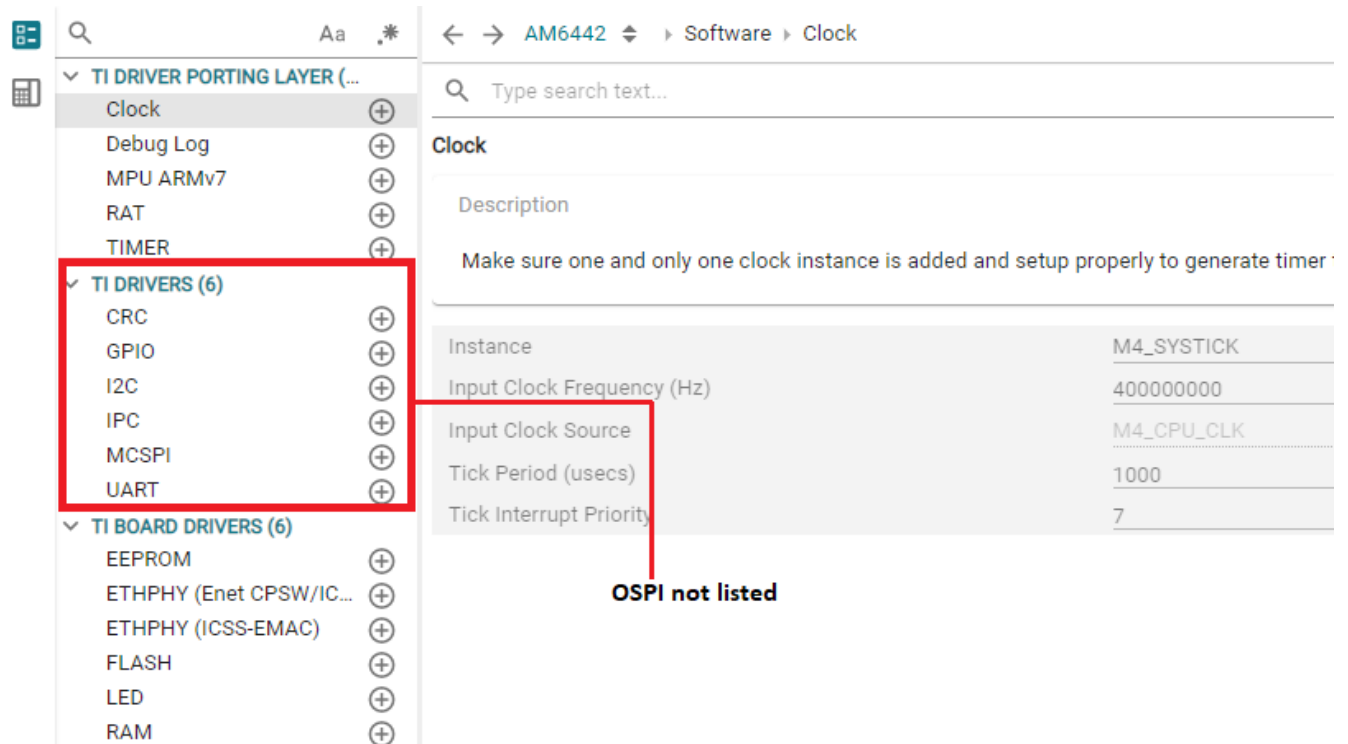 Aa .*
TI DRIVER PORTING LAYER (...
Clock
Debug Log
MPU ARMv7
RAT
TIMER
TI DRIVERS (6)
CRC
GPIO
I2C
IPC
MCSPI
UART
TI BOARD DRIVERS (6)
EEPROM
ETHPHY (Enet CPSW/IC...
ETHPHY (ICSS-EMAC)
FLASH
LED
RAM
AM6442 Software Clock
Type search text...
Clock
Description
Make sure one and only one clock instance is added and setup properly to generate timer
Instance M4_SYSTICK
Input Clock Frequency (Hz) 400000000
Input Clock Source M4_CPU_CLK
Tick Period (usecs) 1000
Tick Interrupt Priority 7
OSPI not listed